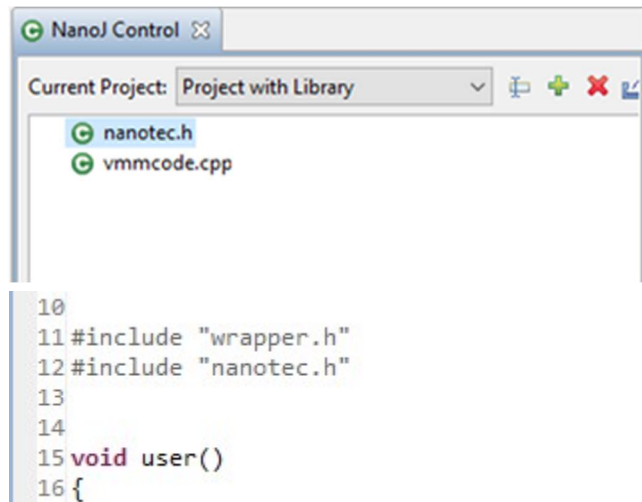 NanoJ Control
Current Project: Project with Library
nanotec.h
vmmcode.cpp
10
11 #include "wrapper.h"
12 #include "nanotec.h"
13
14
15 void user()
16 {